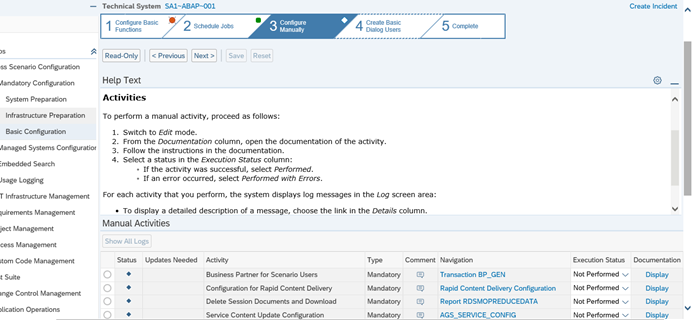 Technical System SA1~ABAP~001
Create Incident
1 Configure Basic Functions
2 Schedule Jobs
3 Configure Manually
4 Create Basic Dialog Users
5 Complete
Read-Only < Previous Next > Save Reset
ss Scenario Configuration
Mandatory Configuration
System Preparation
Infrastructure Preparation
Basic Configuration
Managed Systems Configuration
Embedded Search
Usage Logging
T Infrastructure Management
quirements Management
ject Management
cess Management
stom Code Management
st Suite
ange Control Management
plication Operations
Help Text
Activities
To perform a manual activity, proceed as follows:
1. Switch to Edit mode.
2. From the Documentation column, open the documentation of the activity.
3. Follow the instructions in the documentation.
4. Select a status in the Execution Status column:
◦ If the activity was successful, select Performed.
◦ If an error occurred, select Performed with Errors.
For each activity that you perform, the system displays log messages in the Log screen area:
• To display a detailed description of a message, choose the link in the Details column.
Manual Activities
Show All Logs
Status Updates Needed Activity Type Comment Navigation Execution Status Documentation
Business Partner for Scenario Users Mandatory Transaction BP_GEN Not Performed Display
Configuration for Rapid Content Delivery Mandatory Rapid Content Delivery Configuration Not Performed Display
Delete Session Documents and Download Mandatory Report RDSMOPREDUCEDATA Not Performed Display
Service Content Update Configuration Mandatory AGS_SERVICE_CONFIG Not Performed Display